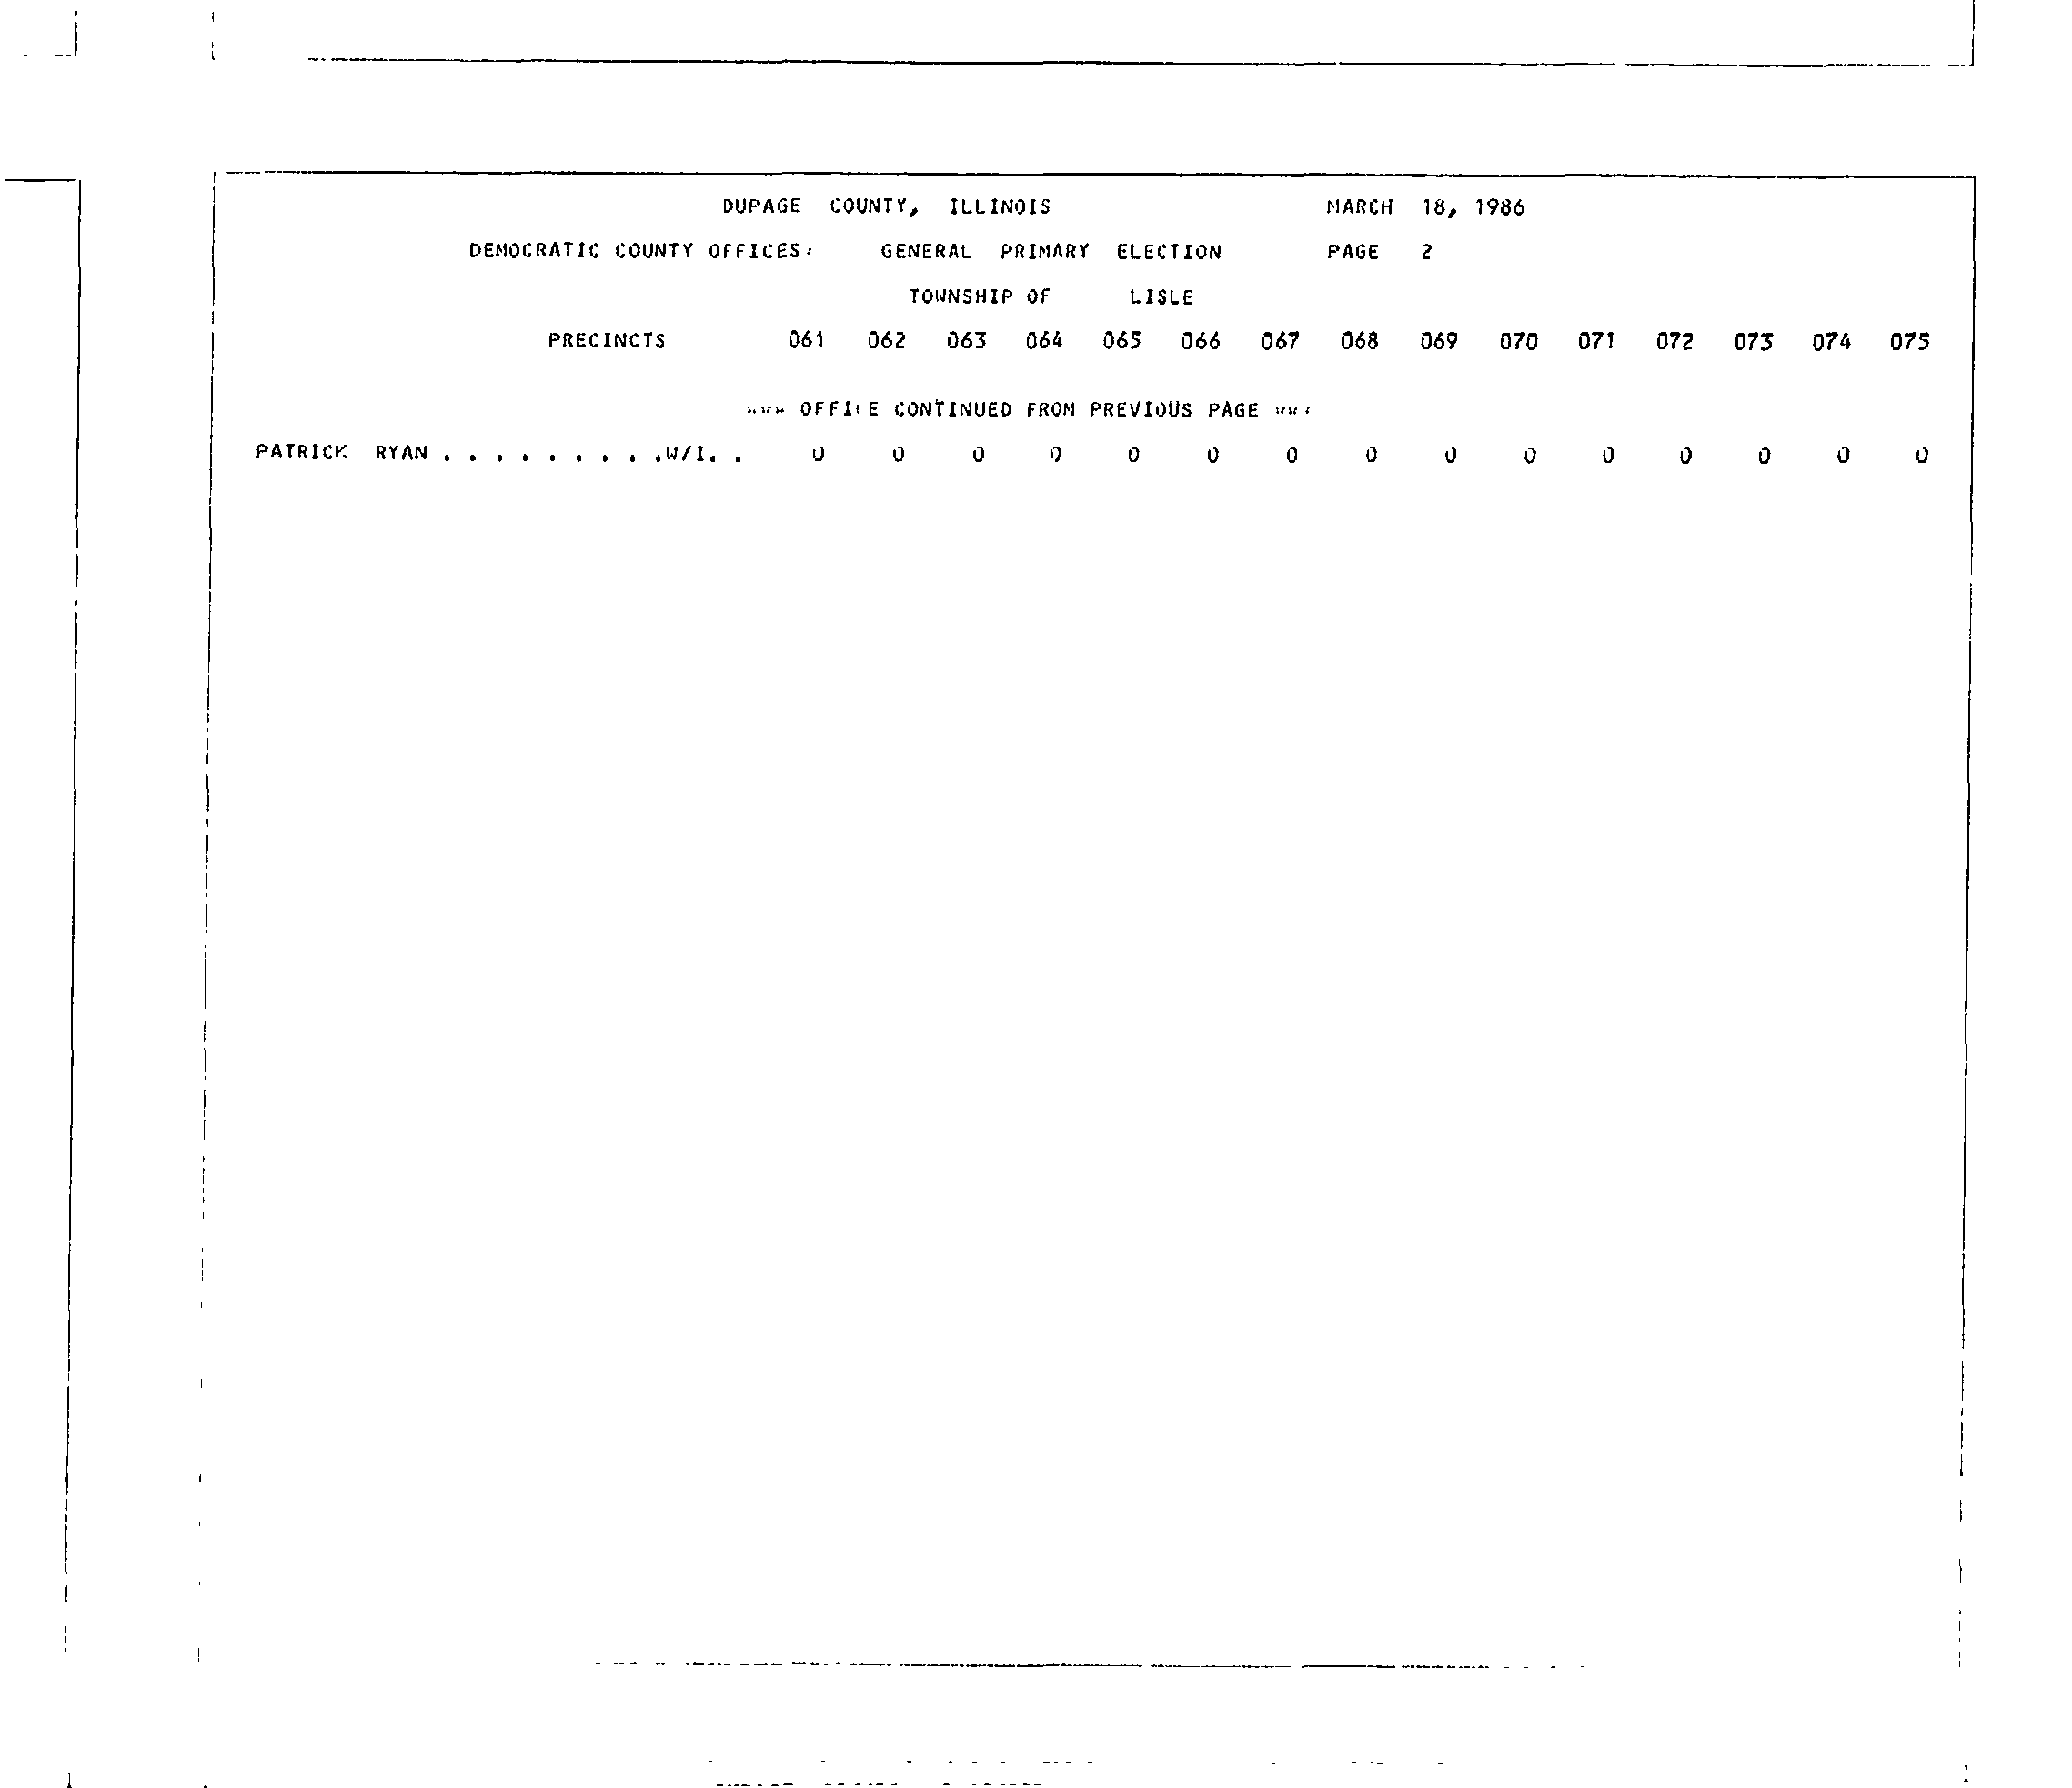 DUPAGE COUNTY, ILLINOIS MARCH 18, 1986
DEMOCRATIC COUNTY OFFICES: GENERAL PRIMARY ELECTION PAGE 2
TOWNSHIP OF LISLE
PRECINCTS 061 062 063 064 065 066 067 068 069 070 071 072 073 074 075
*** OFFICE CONTINUED FROM PREVIOUS PAGE ***
PATRICK RYAN . . . . . . . . .W/I. . 0 0 0 0 0 0 0 0 0 0 0 0 0 0 0